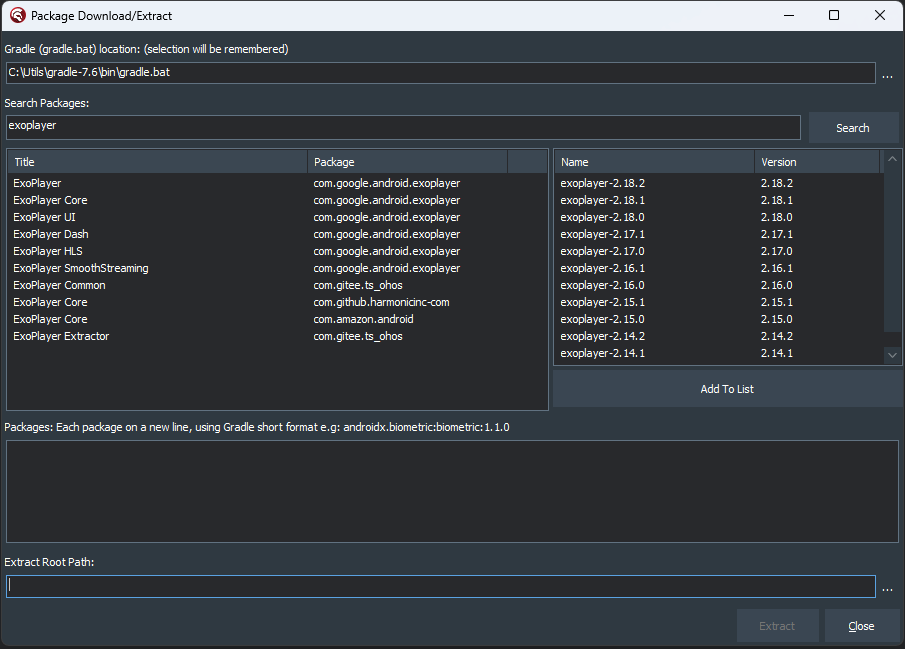 Package Download/Extract
Gradle (gradle.bat) location: (selection will be remembered)
C:\Utils\gradle-7.6\bin\gradle.bat
...
Search Packages:
exoplayer
Search
Title Package
ExoPlayer com.google.android.exoplayer
ExoPlayer Core com.google.android.exoplayer
ExoPlayer UI com.google.android.exoplayer
ExoPlayer Dash com.google.android.exoplayer
ExoPlayer HLS com.google.android.exoplayer
ExoPlayer SmoothStreaming com.google.android.exoplayer
ExoPlayer Common com.gitee.ts_ohos
ExoPlayer Core com.github.harmonicinc-com
ExoPlayer Core com.amazon.android
ExoPlayer Extractor com.gitee.ts_ohos
Name Version
exoplayer-2.18.2 2.18.2
exoplayer-2.18.1 2.18.1
exoplayer-2.18.0 2.18.0
exoplayer-2.17.1 2.17.1
exoplayer-2.17.0 2.17.0
exoplayer-2.16.1 2.16.1
exoplayer-2.16.0 2.16.0
exoplayer-2.15.1 2.15.1
exoplayer-2.15.0 2.15.0
exoplayer-2.14.2 2.14.2
exoplayer-2.14.1 2.14.1
Add To List
Packages: Each package on a new line, using Gradle short format e.g: androidx.biometric:biometric:1.1.0
Extract Root Path:
...
Extract
Close